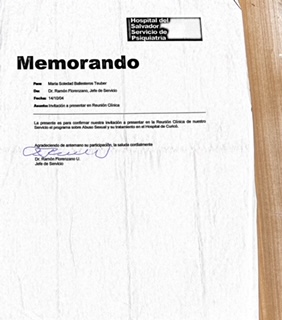 Hospital del
Salvador
Servicio de
Psiquiatría
Memorando
Para: María Soledad Ballesteros Teuber
De: Dr. Ramón Florenzano, Jefe de Servicio
Fecha: 14/10/04
Asunto: Invitación a presentar en Reunión Clínica
La presente es para confirmar nuestra invitación a presentar en la Reunión Clínica de nuestro
Servicio el programa sobre Abuso Sexual y su tratamiento en el Hospital de Curicó.
Agradeciendo de antemano su participación, la saluda cordialmente
Dr. Ramón Florenzano U.
Jefe de Servicio